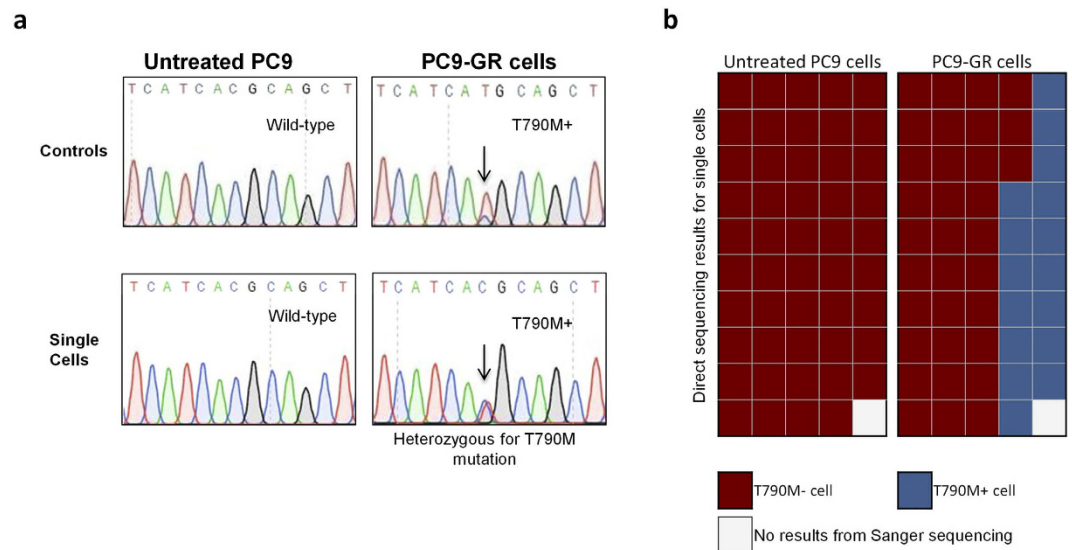 a
Untreated PC9
PC9-GR cells
Controls
T C A T C A C G C A G C T
Wild-type
T C A T C A T G C A G C T
T790M+
Single
Cells
T C A T C A C G C A G C T
Wild-type
T C A T C A C G C A G C T
T790M+
Heterozygous for T790M
mutation
b
Untreated PC9 cells
PC9-GR cells
Direct sequencing results for single cells
T790M- cell
T790M+ cell
No results from Sanger sequencing